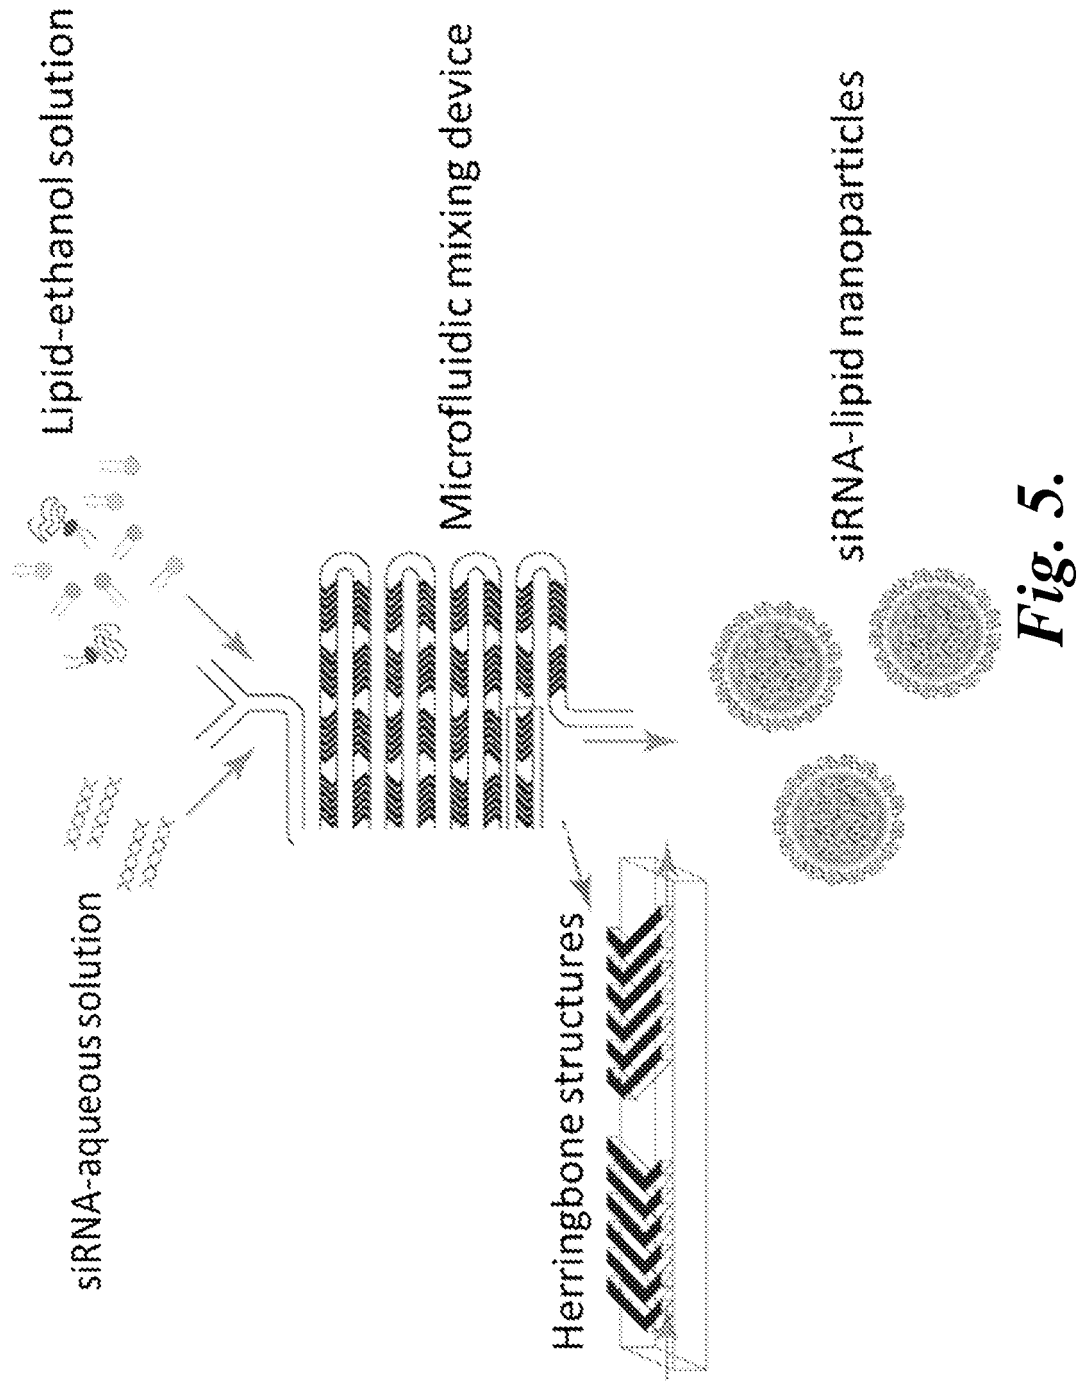 Lipid-ethanol solution
siRNA-aqueous solution
Microfluidic mixing device
Herringbone structures
siRNA-lipid nanoparticles
Fig. 5.